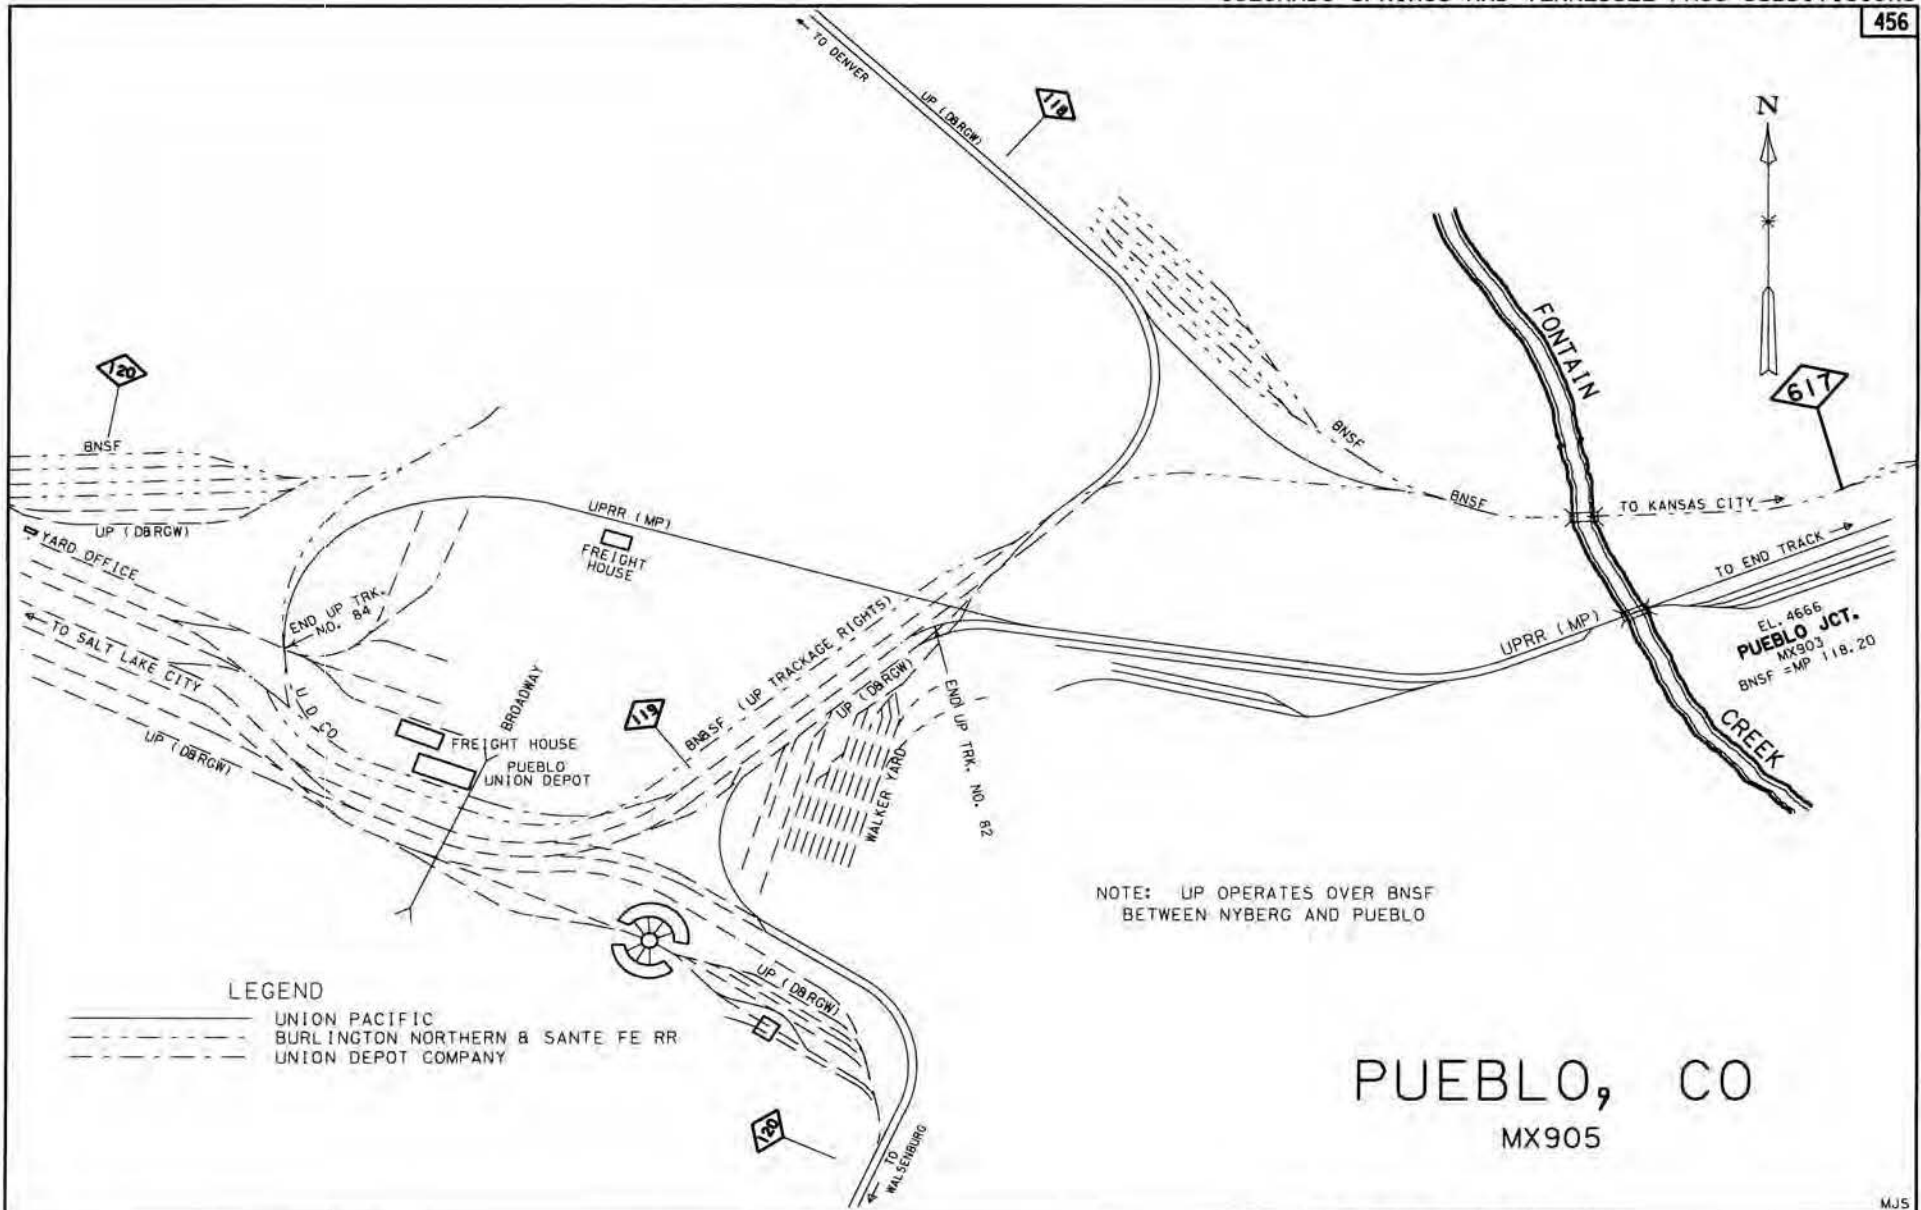 456
TO DENVER
UP (D&RGW)
118
N
FONTAIN
617
120
BNSF
UP (D&RGW)
YARD OFFICE
TO SALT LAKE CITY
UP (D&RGW)
END UP TRK.
NO. 84
U D CO
UPRR (MP)
FREIGHT
HOUSE
BNSF
BNSF
TO KANSAS CITY
TO END TRACK
EL. 4666
PUEBLO JCT.
MX903
BNSF =MP 118.20
UPRR (MP)
CREEK
BROADWAY
FREIGHT HOUSE
PUEBLO
UNION DEPOT
119
BNBSF (UP TRACKAGE RIGHTS)
UP (D&RGW)
WALKER YARD
END UP TRK. NO. 82
NOTE: UP OPERATES OVER BNSF
BETWEEN NYBERG AND PUEBLO
UP (D&RGW)
120
TO
WALSENBURG
LEGEND
UNION PACIFIC
BURLINGTON NORTHERN & SANTE FE RR
UNION DEPOT COMPANY
PUEBLO, CO
MX905
MJS